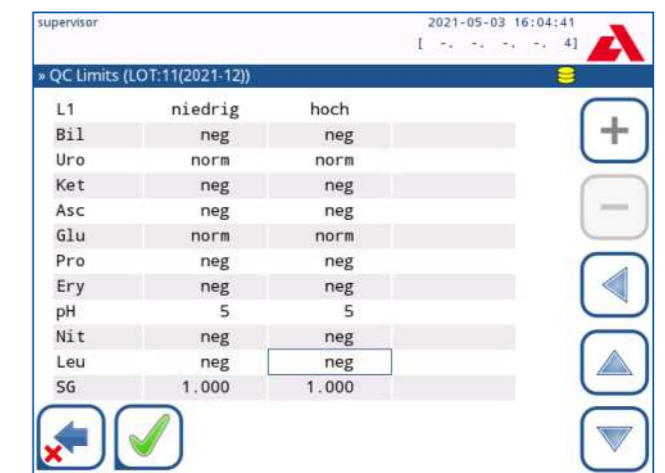 supervisor 2021-05-03 16:04:41
[ -. -. -. -. 4]
» QC Limits (LOT:11(2021-12))
L1 niedrig hoch
Bil neg neg
Uro norm norm
Ket neg neg
Asc neg neg
Glu norm norm
Pro neg neg
Ery neg neg
pH 5 5
Nit neg neg
Leu neg neg
SG 1.000 1.000